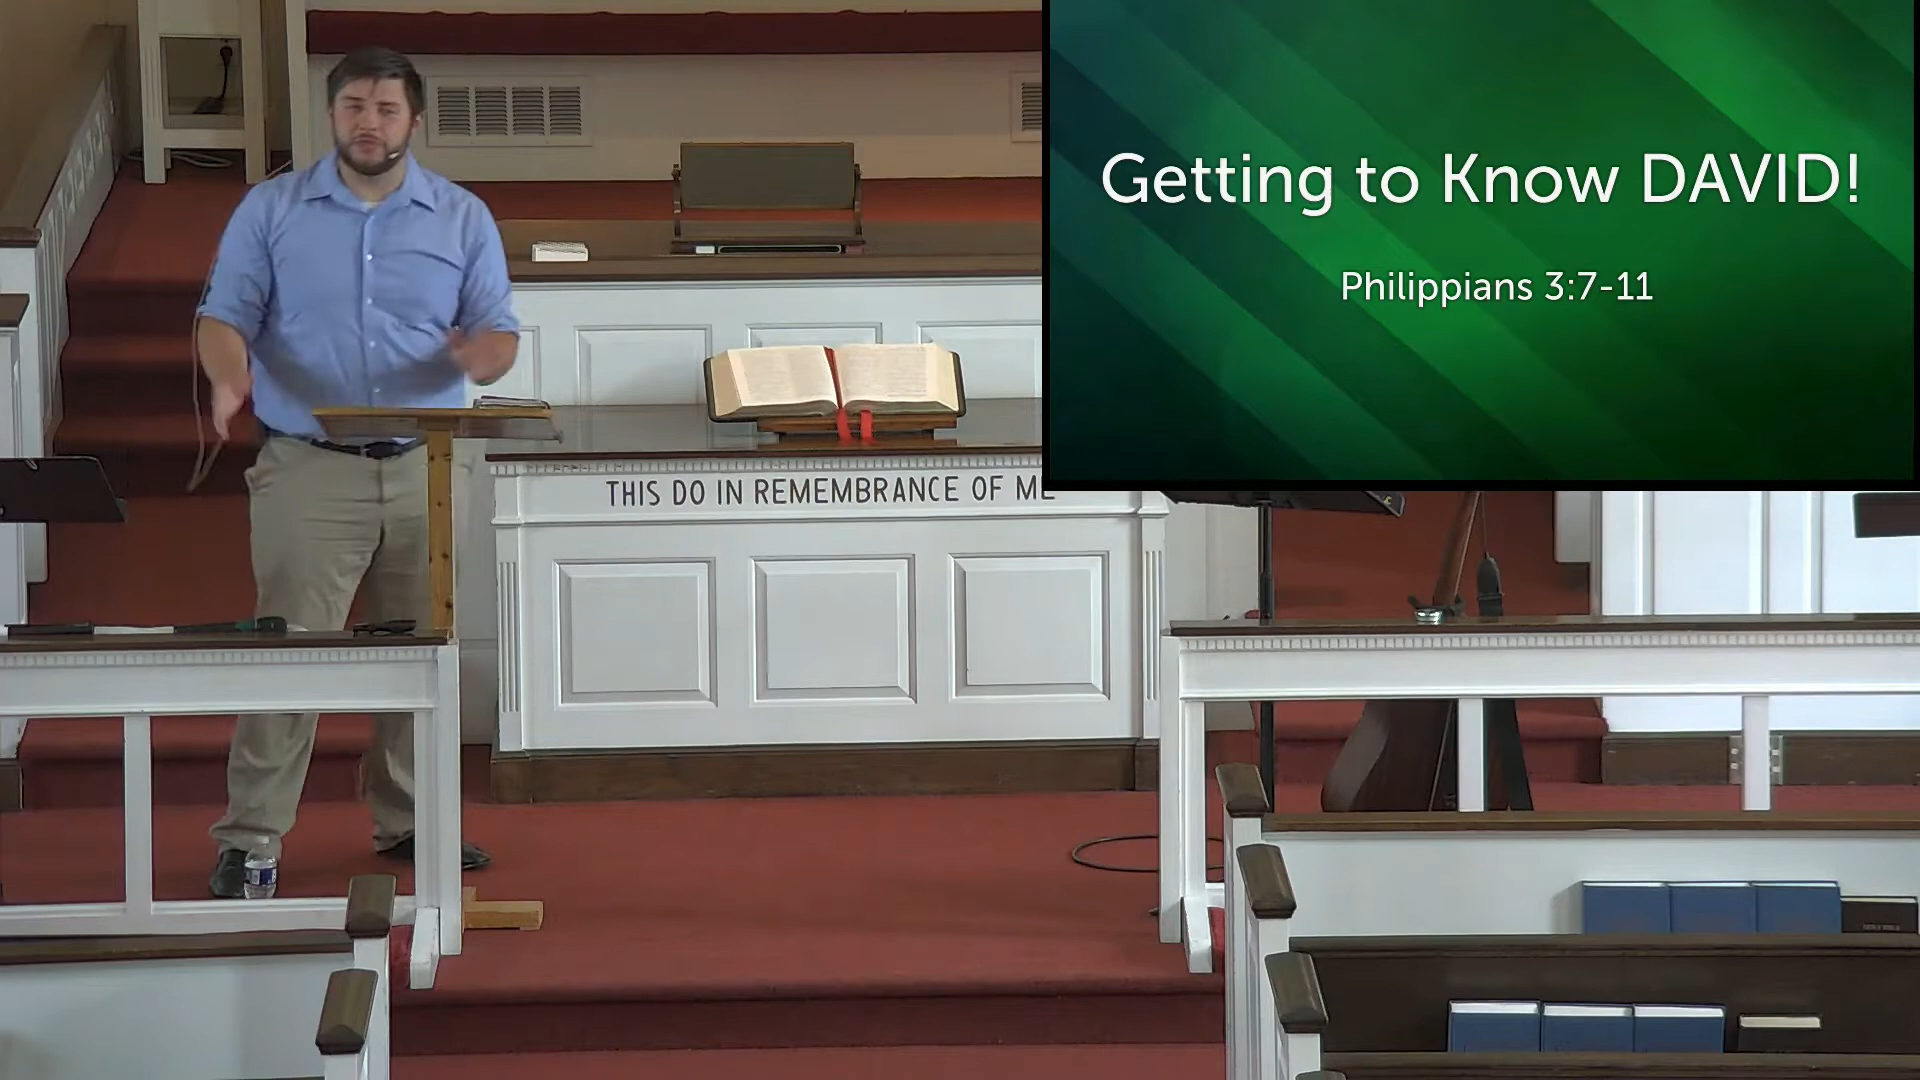 Getting to Know DAVID!
Philippians 3:7-11
THIS DO IN REMEMBRANCE OF ME